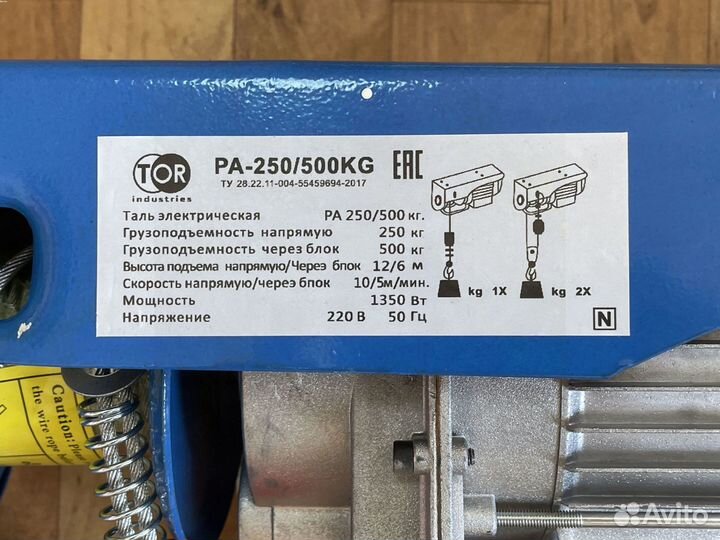 TOR
industries
PA-250/500KG
EAC
ТУ 28.22.11-004-55459694-2017
Таль электрическая PA 250/500 кг.
Грузоподъемность напрямую 250 кг
Грузоподъемность через блок 500 кг
Высота подъема напрямую/Через бпок 12/6 м
Скорость напрямую/через бпок 10/5м/мин.
Мощность 1350 Вт
Напряжение 220 В 50 Гц
kg 1X
kg 2X
N
Caution:
the wire rope
Avito